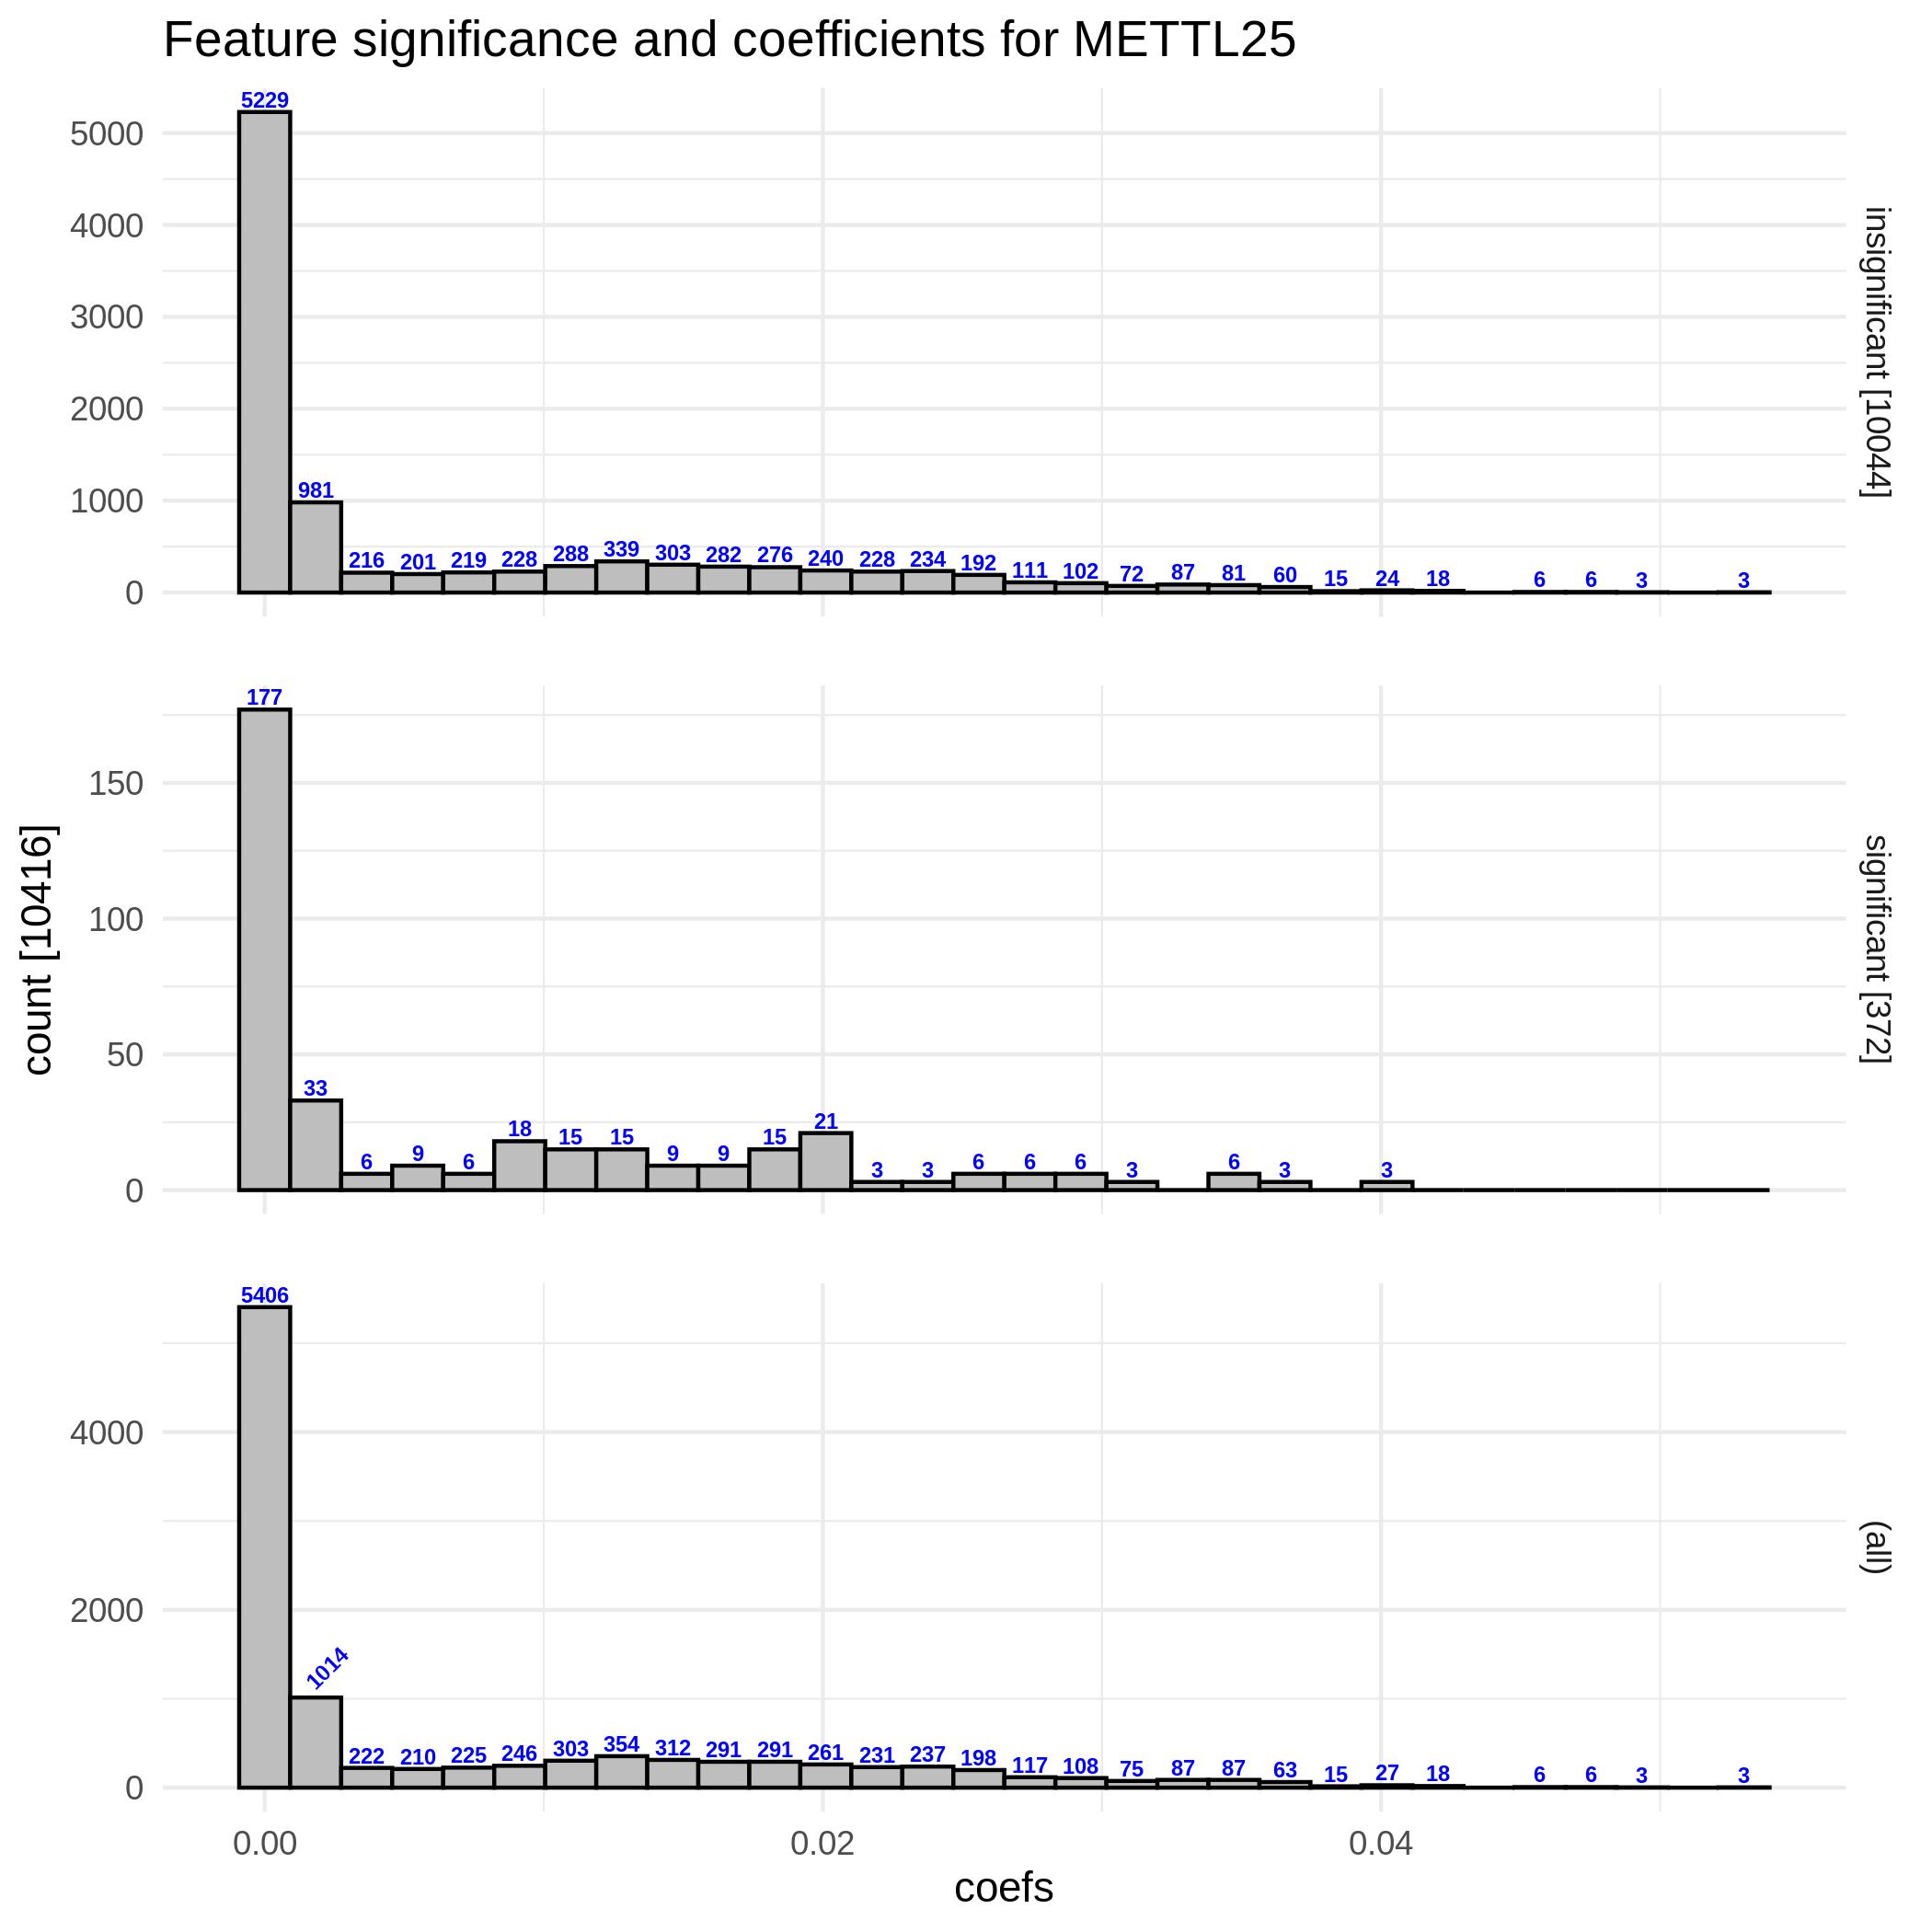 Feature significance and coefficients for METTL25
count [10416]
5229
981 216 201 219 228 288 339 303 282 276 240 228 234 192 111 102 72 87 81 60 15 24 18 6 6 3 3
5000
4000
3000
2000
1000
0
insignificant [10044]
177
33 6 9 6 18 15 15 9 9 15 21 3 3 6 6 6 3 6 3 3
150
100
50
0
significant [372]
5406
1014 222 210 225 246 303 354 312 291 291 261 231 237 198 117 108 75 87 87 63 15 27 18 6 6 3 3
4000
2000
0
(all)
0.00 0.02 0.04
coefs